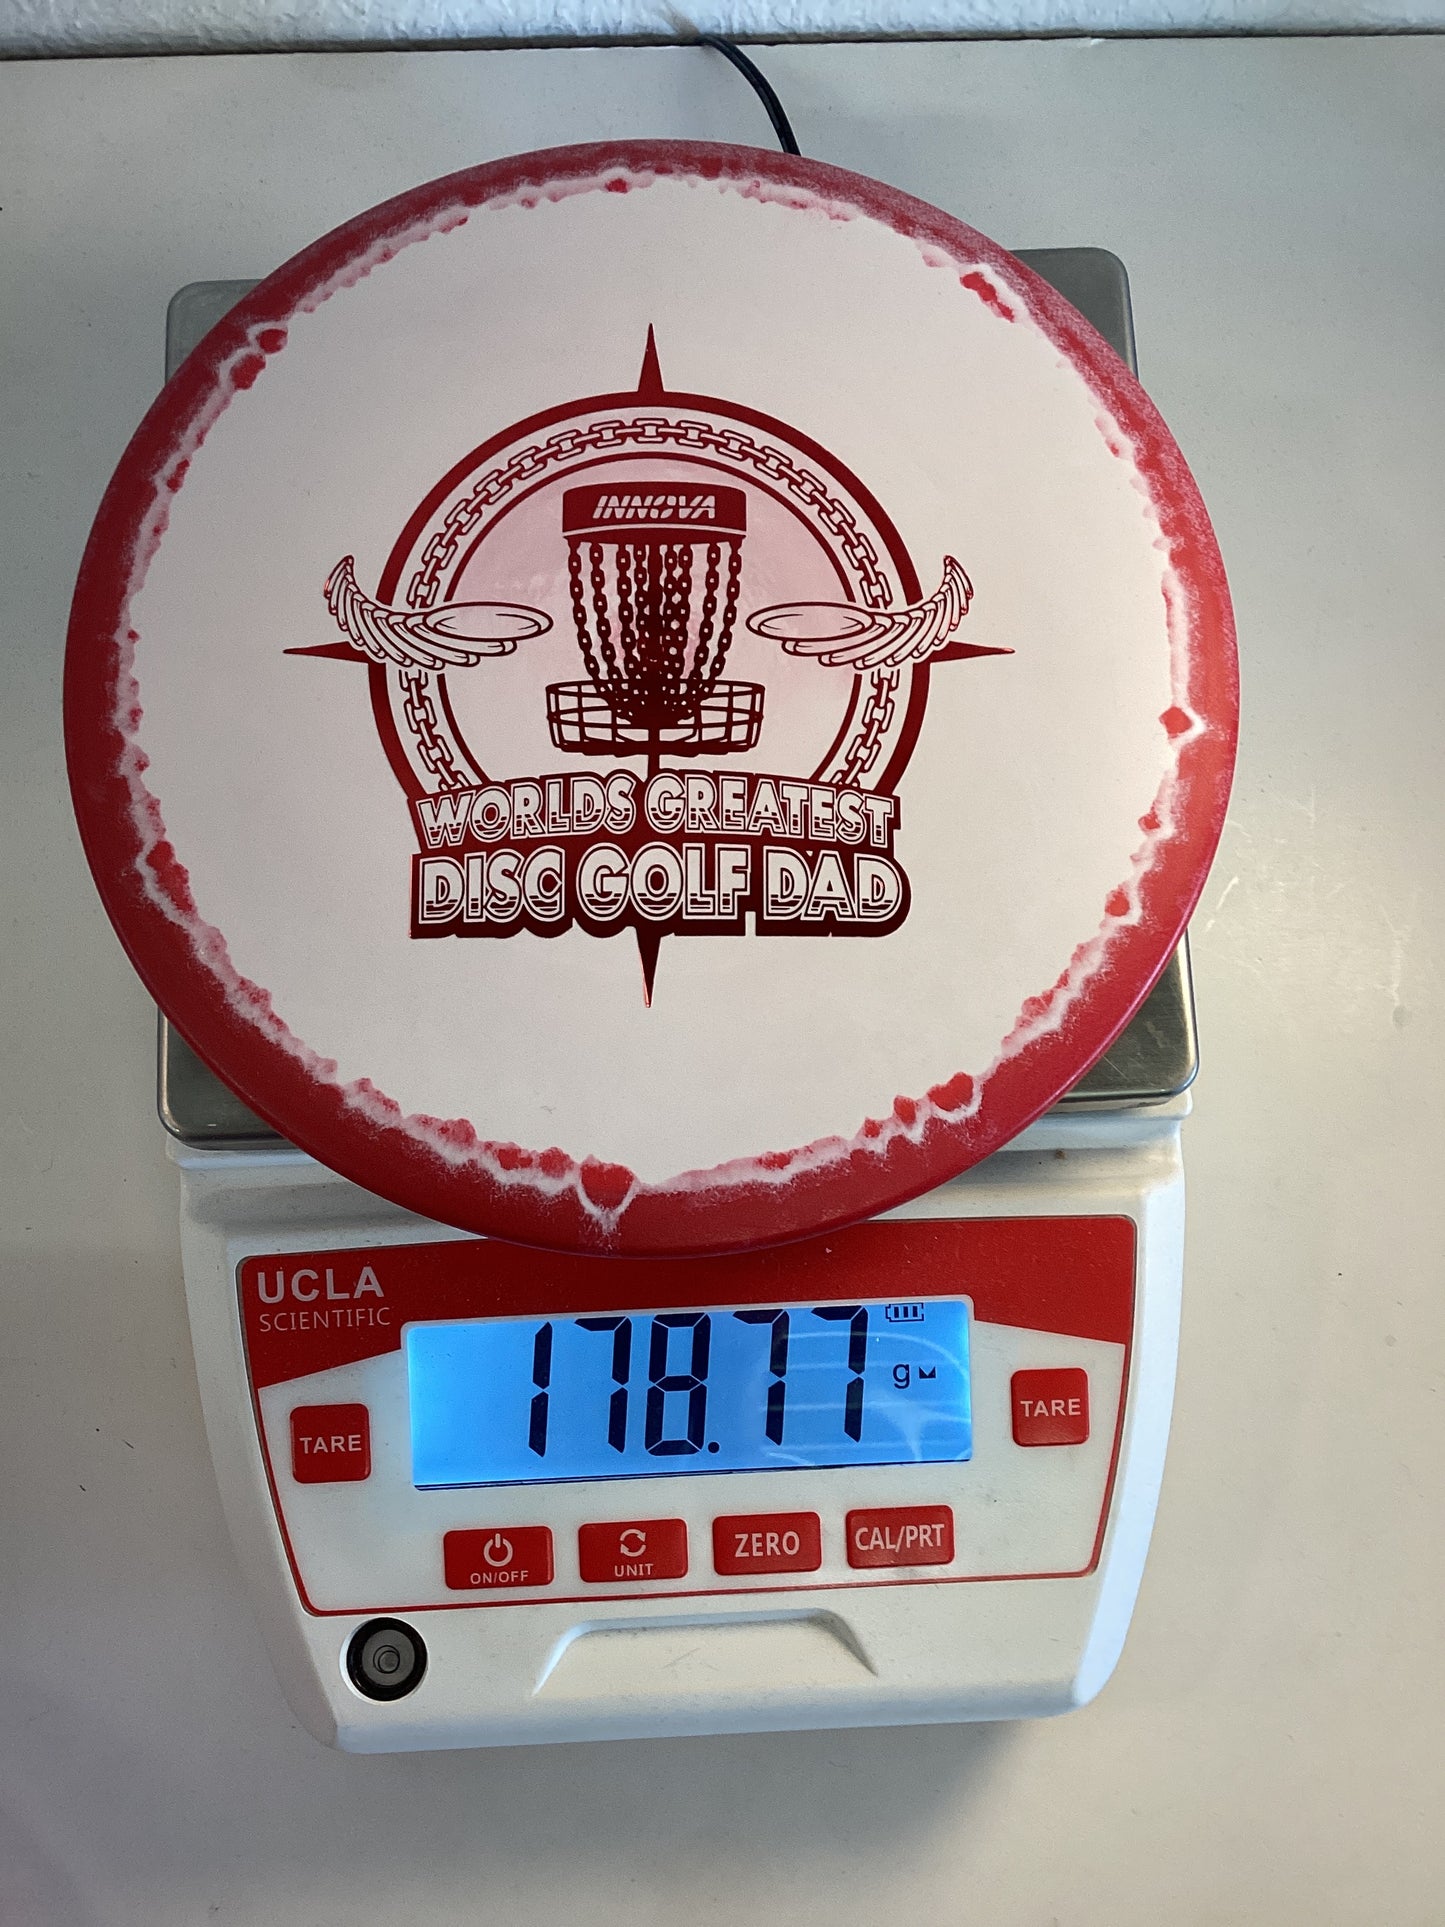 INNOVA
WORLDS GREATEST
DISC GOLF DAD
UCLA
SCIENTIFIC
178.77
g
TARE
TARE
ON/OFF
UNIT
ZERO
CAL/PRT